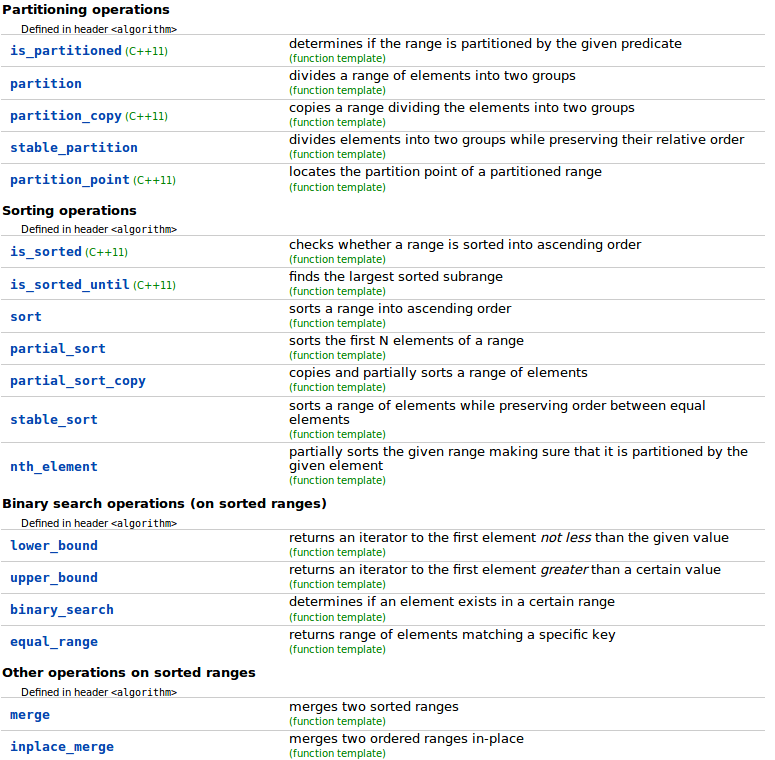 Partitioning operations
Defined in header <algorithm>
is_partitioned (C++11)
determines if the range is partitioned by the given predicate
(function template)
partition
divides a range of elements into two groups
(function template)
partition_copy (C++11)
copies a range dividing the elements into two groups
(function template)
stable_partition
divides elements into two groups while preserving their relative order
(function template)
partition_point (C++11)
locates the partition point of a partitioned range
(function template)
Sorting operations
Defined in header <algorithm>
is_sorted (C++11)
checks whether a range is sorted into ascending order
(function template)
is_sorted_until (C++11)
finds the largest sorted subrange
(function template)
sort
sorts a range into ascending order
(function template)
partial_sort
sorts the first N elements of a range
(function template)
partial_sort_copy
copies and partially sorts a range of elements
(function template)
stable_sort
sorts a range of elements while preserving order between equal
elements
(function template)
nth_element
partially sorts the given range making sure that it is partitioned by the
given element
(function template)
Binary search operations (on sorted ranges)
Defined in header <algorithm>
lower_bound
returns an iterator to the first element not less than the given value
(function template)
upper_bound
returns an iterator to the first element greater than a certain value
(function template)
binary_search
determines if an element exists in a certain range
(function template)
equal_range
returns range of elements matching a specific key
(function template)
Other operations on sorted ranges
Defined in header <algorithm>
merge
merges two sorted ranges
(function template)
inplace_merge
merges two ordered ranges in-place
(function template)